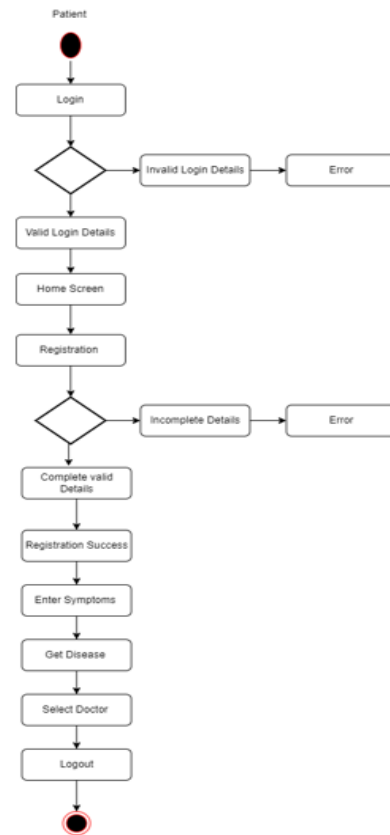 Patient
Login
Invalid Login Details
Error
Valid Login Details
Home Screen
Registration
Incomplete Details
Error
Complete valid
Details
Registration Success
Enter Symptoms
Get Disease
Select Doctor
Logout